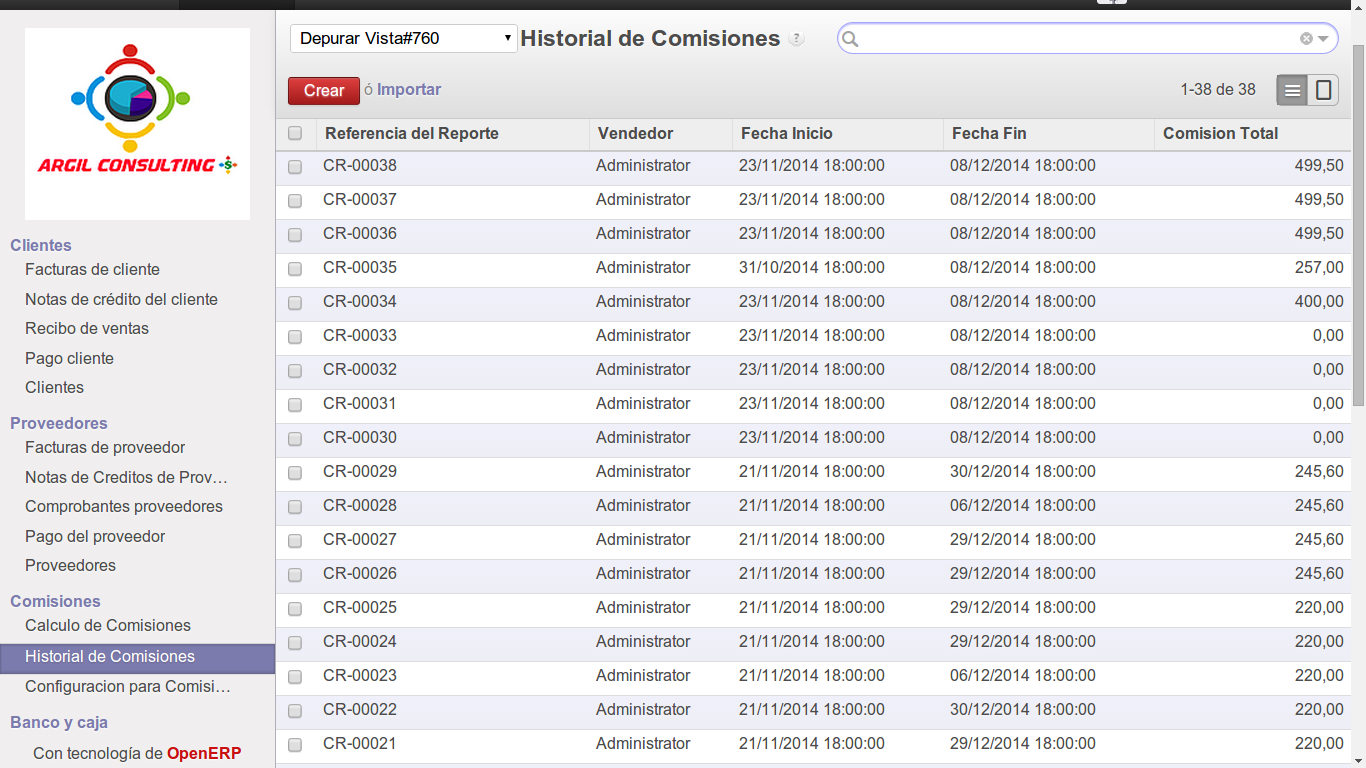 Depurar Vista#760 Historial de Comisiones ?
Crear ó Importar 1-38 de 38
ARGIL CONSULTING $
Clientes
Facturas de cliente
Notas de crédito del cliente
Recibo de ventas
Pago cliente
Clientes
Proveedores
Facturas de proveedor
Notas de Creditos de Prov…
Comprobantes proveedores
Pago del proveedor
Proveedores
Comisiones
Calculo de Comisiones
Historial de Comisiones
Configuracion para Comisi…
Banco y caja
Con tecnología de OpenERP
Referencia del Reporte Vendedor Fecha Inicio Fecha Fin Comision Total
CR-00038 Administrator 23/11/2014 18:00:00 08/12/2014 18:00:00 499,50
CR-00037 Administrator 23/11/2014 18:00:00 08/12/2014 18:00:00 499,50
CR-00036 Administrator 23/11/2014 18:00:00 08/12/2014 18:00:00 499,50
CR-00035 Administrator 31/10/2014 18:00:00 08/12/2014 18:00:00 257,00
CR-00034 Administrator 23/11/2014 18:00:00 08/12/2014 18:00:00 400,00
CR-00033 Administrator 23/11/2014 18:00:00 08/12/2014 18:00:00 0,00
CR-00032 Administrator 23/11/2014 18:00:00 08/12/2014 18:00:00 0,00
CR-00031 Administrator 23/11/2014 18:00:00 08/12/2014 18:00:00 0,00
CR-00030 Administrator 23/11/2014 18:00:00 08/12/2014 18:00:00 0,00
CR-00029 Administrator 21/11/2014 18:00:00 30/12/2014 18:00:00 245,60
CR-00028 Administrator 21/11/2014 18:00:00 06/12/2014 18:00:00 245,60
CR-00027 Administrator 21/11/2014 18:00:00 29/12/2014 18:00:00 245,60
CR-00026 Administrator 21/11/2014 18:00:00 29/12/2014 18:00:00 245,60
CR-00025 Administrator 21/11/2014 18:00:00 29/12/2014 18:00:00 220,00
CR-00024 Administrator 21/11/2014 18:00:00 29/12/2014 18:00:00 220,00
CR-00023 Administrator 21/11/2014 18:00:00 06/12/2014 18:00:00 220,00
CR-00022 Administrator 21/11/2014 18:00:00 30/12/2014 18:00:00 220,00
CR-00021 Administrator 21/11/2014 18:00:00 29/12/2014 18:00:00 220,00